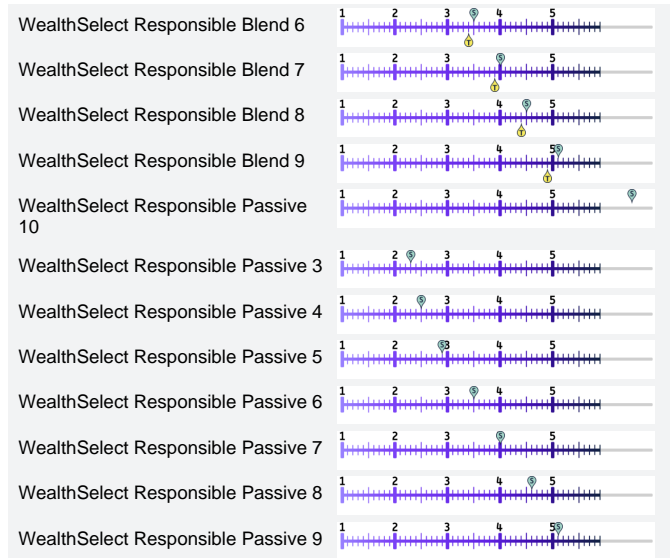 WealthSelect Responsible Blend 6
1 2 3 S 4 5
T
WealthSelect Responsible Blend 7
1 2 3 4 S 5
T
WealthSelect Responsible Blend 8
1 2 3 4 S 5
T
WealthSelect Responsible Blend 9
1 2 3 4 5 S
T
WealthSelect Responsible Passive
10
1 2 3 4 5 S
WealthSelect Responsible Passive 3
1 2 S 3 4 5
WealthSelect Responsible Passive 4
1 2 S 3 4 5
WealthSelect Responsible Passive 5
1 2 S 3 4 5
WealthSelect Responsible Passive 6
1 2 3 S 4 5
WealthSelect Responsible Passive 7
1 2 3 4 S 5
WealthSelect Responsible Passive 8
1 2 3 4 S 5
WealthSelect Responsible Passive 9
1 2 3 4 5 S